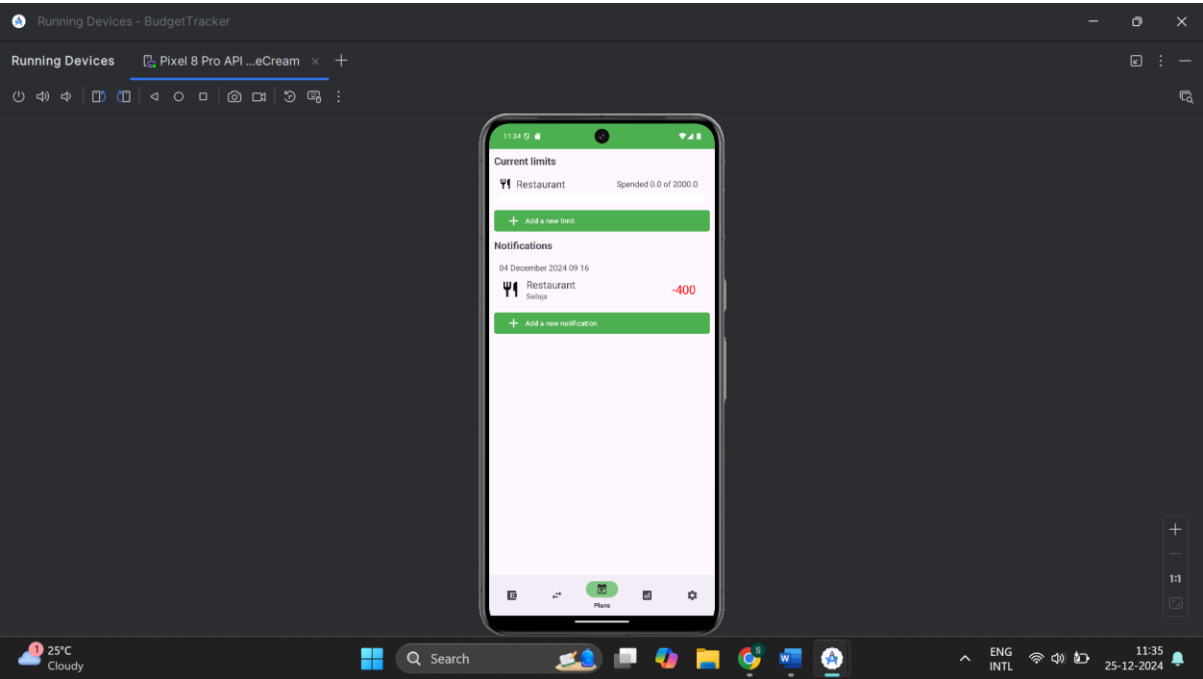 Running Devices - BudgetTracker
Running Devices
Pixel 8 Pro API ...eCream
11:34
Current limits
Restaurant
Spended 0.0 of 2000.0
Add a new limit
Notifications
04 December 2024 09 16
Restaurant
-400
Sailaja
Add a new notification
Plans
1:1
1
25°C
Cloudy
Search
S
W
ENG
INTL
11:35
25-12-2024